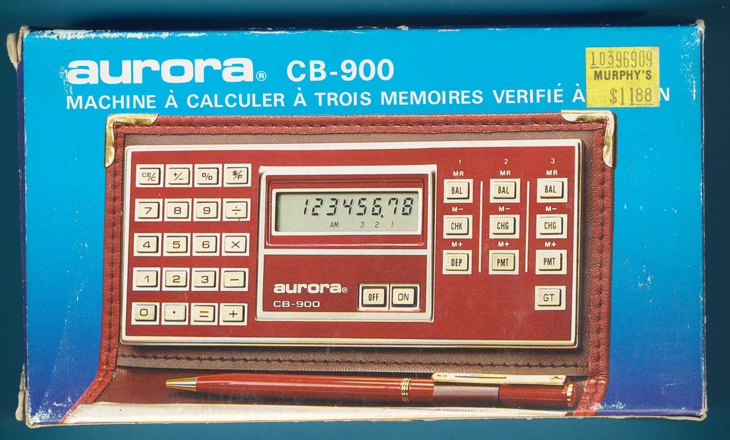 aurora® CB-900
10396909
MURPHY'S
$11 88
MACHINE À CALCULER À TROIS MEMOIRES VERIFIÉ À
1 2 3
MR MR MR
CE/C +/- % $/F
BAL BAL BAL
123456.78
7 8 9 ÷
M- M- M-
CHK CHG CHG
AM 3 2 1
4 5 6 ×
M+ M+ M+
DEP PMT PMT
1 2 3 −
aurora®
CB-900
OFF ON
GT
0 · = +